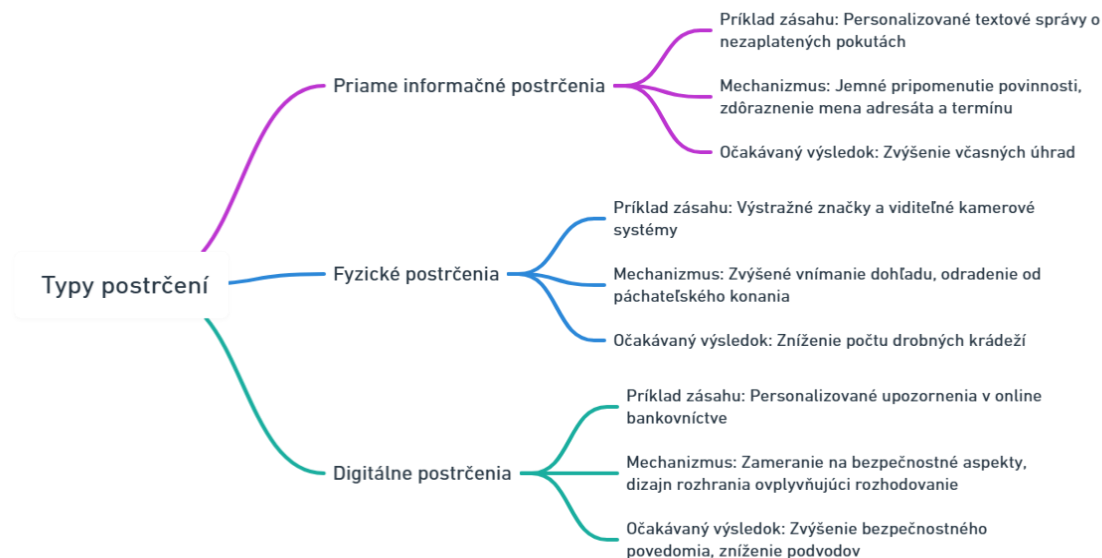 Typy postrčení
Priame informačné postrčenia
Príklad zásahu: Personalizované textové správy o
nezaplatených pokutách
Mechanizmus: Jemné pripomenutie povinnosti,
zdôraznenie mena adresáta a termínu
Očakávaný výsledok: Zvýšenie včasných úhrad
Fyzické postrčenia
Príklad zásahu: Výstražné značky a viditeľné kamerové
systémy
Mechanizmus: Zvýšené vnímanie dohľadu, odradenie od
páchateľského konania
Očakávaný výsledok: Zníženie počtu drobných krádeží
Digitálne postrčenia
Príklad zásahu: Personalizované upozornenia v online
bankovníctve
Mechanizmus: Zameranie na bezpečnostné aspekty,
dizajn rozhrania ovplyvňujúci rozhodovanie
Očakávaný výsledok: Zvýšenie bezpečnostného
povedomia, zníženie podvodov